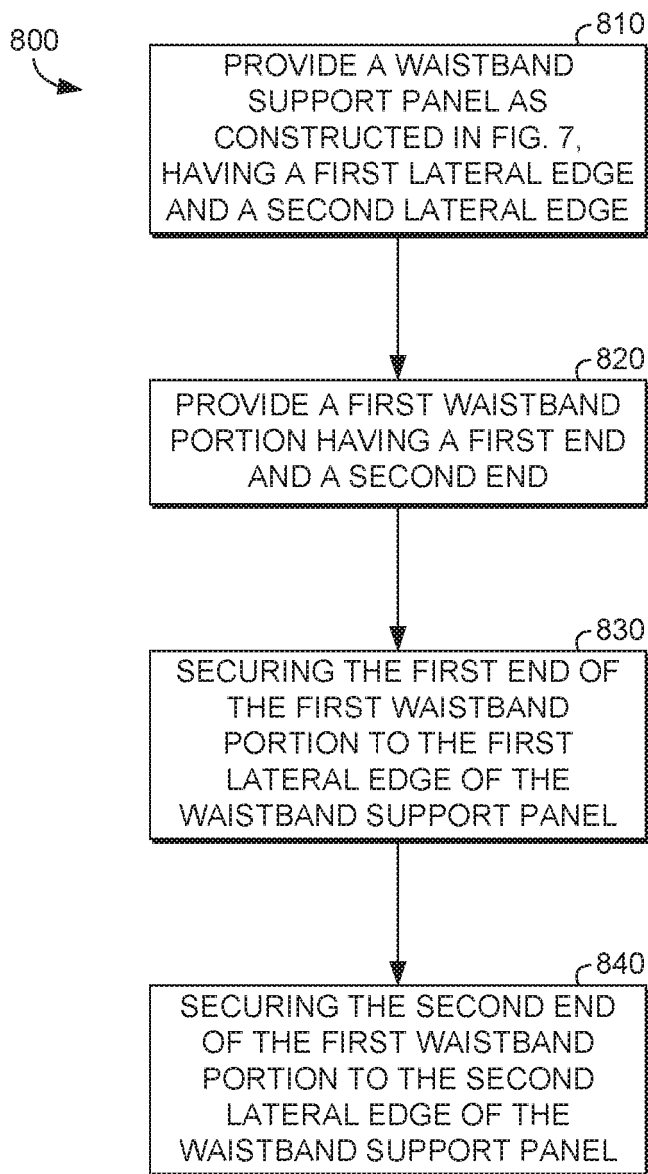 800
810
PROVIDE A WAISTBAND
SUPPORT PANEL AS
CONSTRUCTED IN FIG. 7,
HAVING A FIRST LATERAL EDGE
AND A SECOND LATERAL EDGE
820
PROVIDE A FIRST WAISTBAND
PORTION HAVING A FIRST END
AND A SECOND END
830
SECURING THE FIRST END OF
THE FIRST WAISTBAND
PORTION TO THE FIRST
LATERAL EDGE OF THE
WAISTBAND SUPPORT PANEL
840
SECURING THE SECOND END
OF THE FIRST WAISTBAND
PORTION TO THE SECOND
LATERAL EDGE OF THE
WAISTBAND SUPPORT PANEL